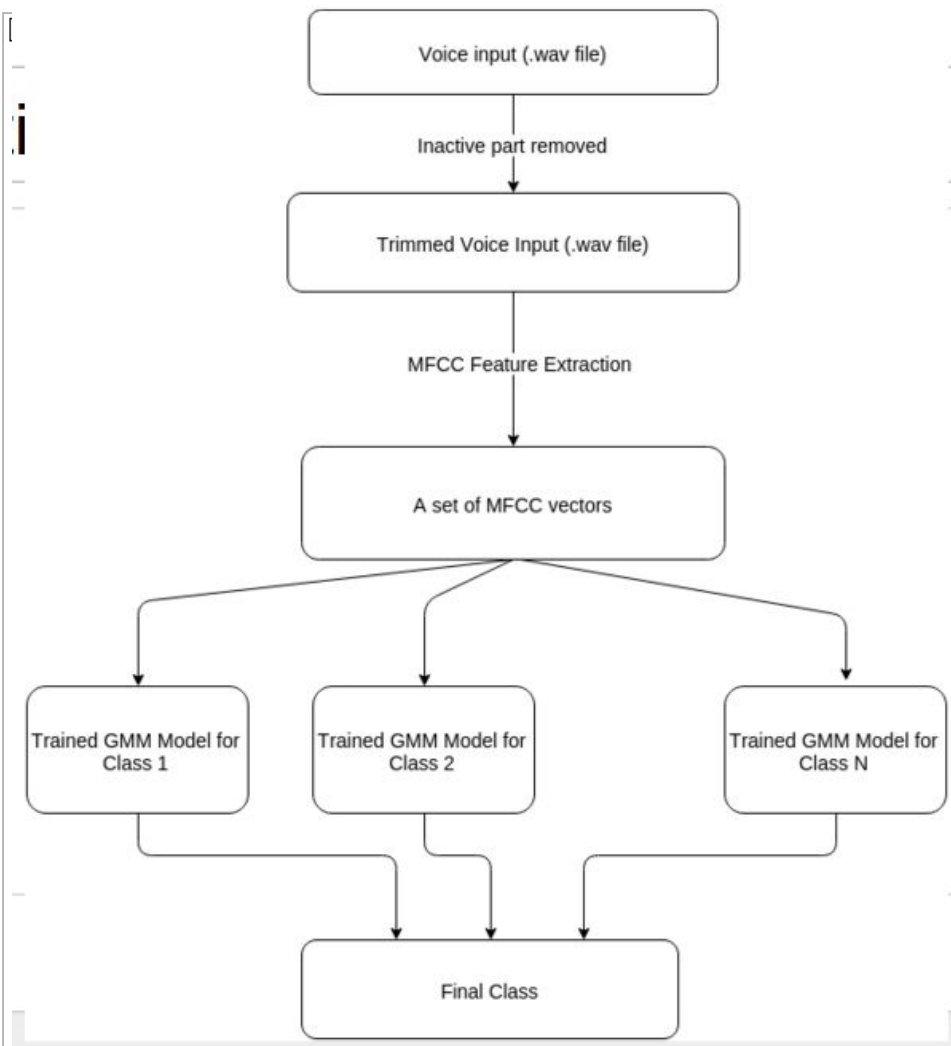 Voice input (.wav file)
Inactive part removed
Trimmed Voice Input (.wav file)
MFCC Feature Extraction
A set of MFCC vectors
Trained GMM Model for
Class 1
Trained GMM Model for
Class 2
Trained GMM Model for
Class N
Final Class